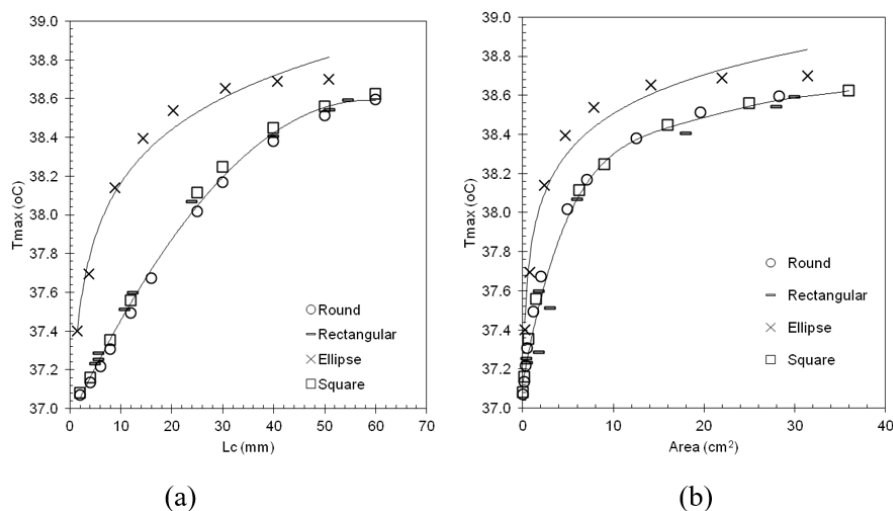 39.0
38.8
38.6
38.4
38.2
38.0
37.8
37.6
37.4
37.2
37.0
Tmax (oC)
0 10 20 30 40 50 60 70
Lc (mm)
Round
Rectangular
Ellipse
Square
(a)
39.0
38.8
38.6
38.4
38.2
38.0
37.8
37.6
37.4
37.2
37.0
Tmax (oC)
0 10 20 30 40
Area (cm²)
Round
Rectangular
Ellipse
Square
(b)